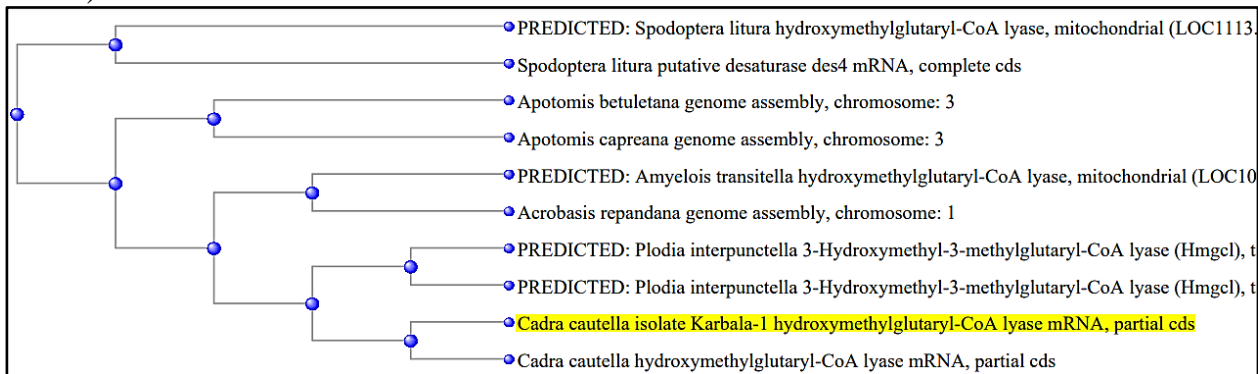 PREDICTED: Spodoptera litura hydroxymethylglutaryl-CoA lyase, mitochondrial (LOC1113.
Spodoptera litura putative desaturase des4 mRNA, complete cds
Apotomis betuletana genome assembly, chromosome: 3
Apotomis capreana genome assembly, chromosome: 3
PREDICTED: Amyelois transitella hydroxymethylglutaryl-CoA lyase, mitochondrial (LOC10
Acrobasis repandana genome assembly, chromosome: 1
PREDICTED: Plodia interpunctella 3-Hydroxymethyl-3-methylglutaryl-CoA lyase (Hmgcl), t
PREDICTED: Plodia interpunctella 3-Hydroxymethyl-3-methylglutaryl-CoA lyase (Hmgcl), t
Cadra cautella isolate Karbala-1 hydroxymethylglutaryl-CoA lyase mRNA, partial cds
Cadra cautella hydroxymethylglutaryl-CoA lyase mRNA, partial cds